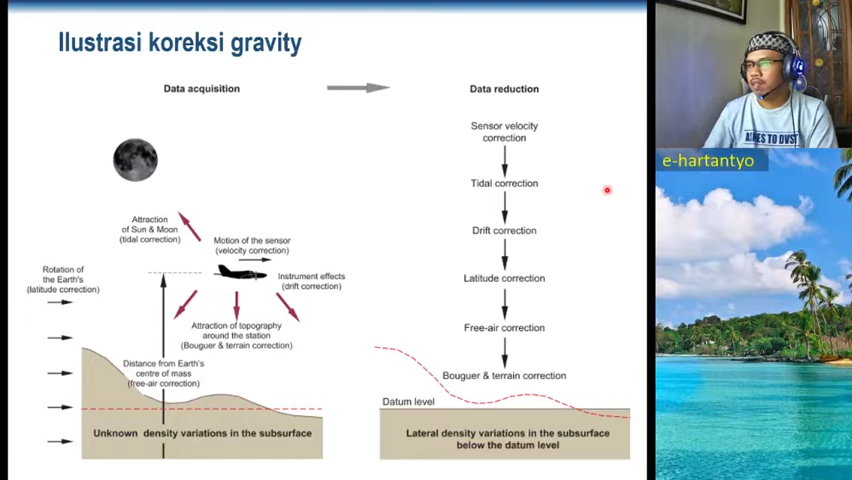 Ilustrasi koreksi gravity
Data acquisition
Data reduction
Attraction
of Sun & Moon
(tidal correction)
Motion of the sensor
(velocity correction)
Rotation of
the Earth's
(latitude correction)
Instrument effects
(drift correction)
Attraction of topography
around the station
(Bouguer & terrain correction)
Distance from Earth's
centre of mass
(free-air correction)
Unknown density variations in the subsurface
Sensor velocity
correction
Tidal correction
Drift correction
Latitude correction
Free-air correction
Bouguer & terrain correction
Datum level
Lateral density variations in the subsurface
below the datum level
ASHES TO DVST
e-hartantyo